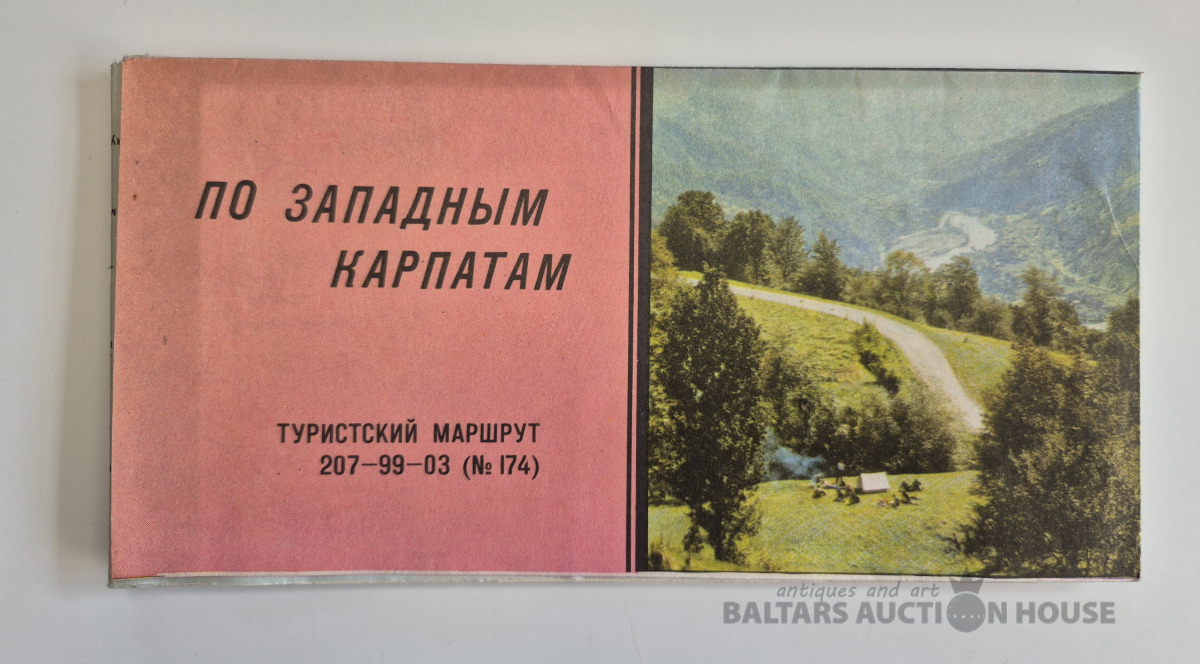 ПО ЗАПАДНЫМ
КАРПАТАМ
ТУРИСТСКИЙ МАРШРУТ
207—99—03 (№ 174)
antiques and art
BALTARS AUCTION HOUSE